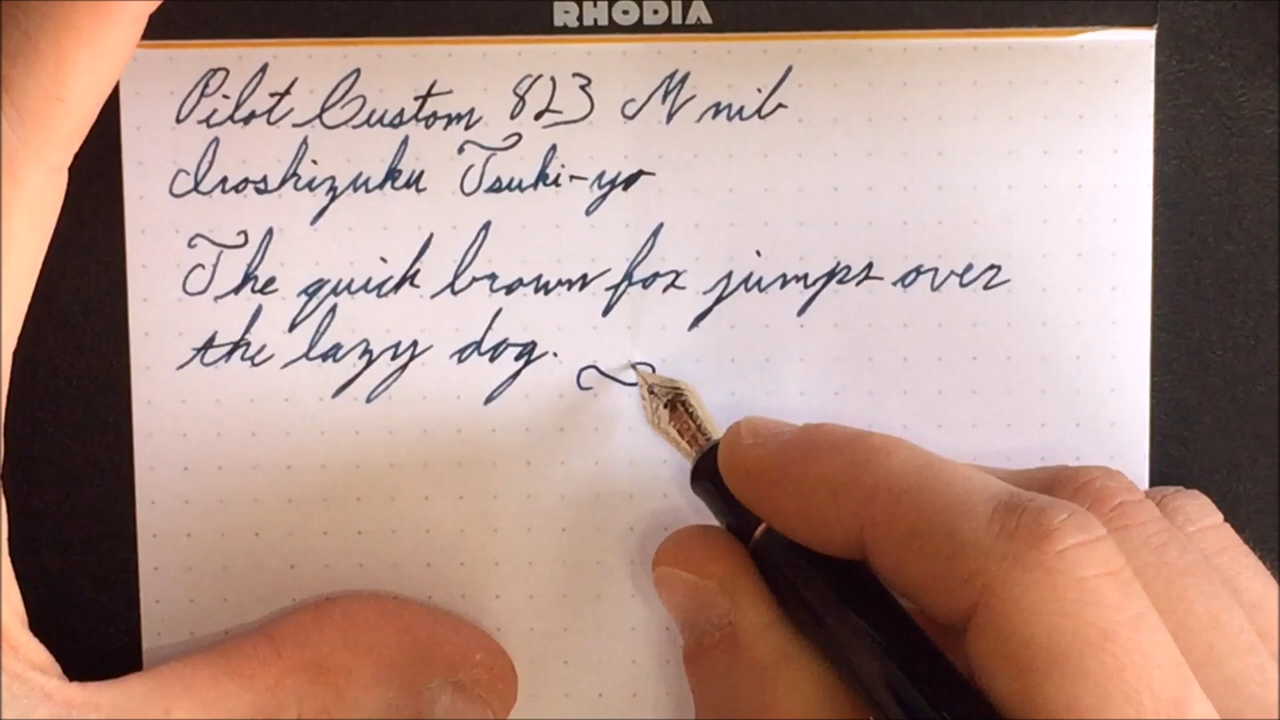 RHODIA
Pilot Custom 823 M nib
Iroshizuku Tsuki-yo
The quick brown fox jumps over
the lazy dog.